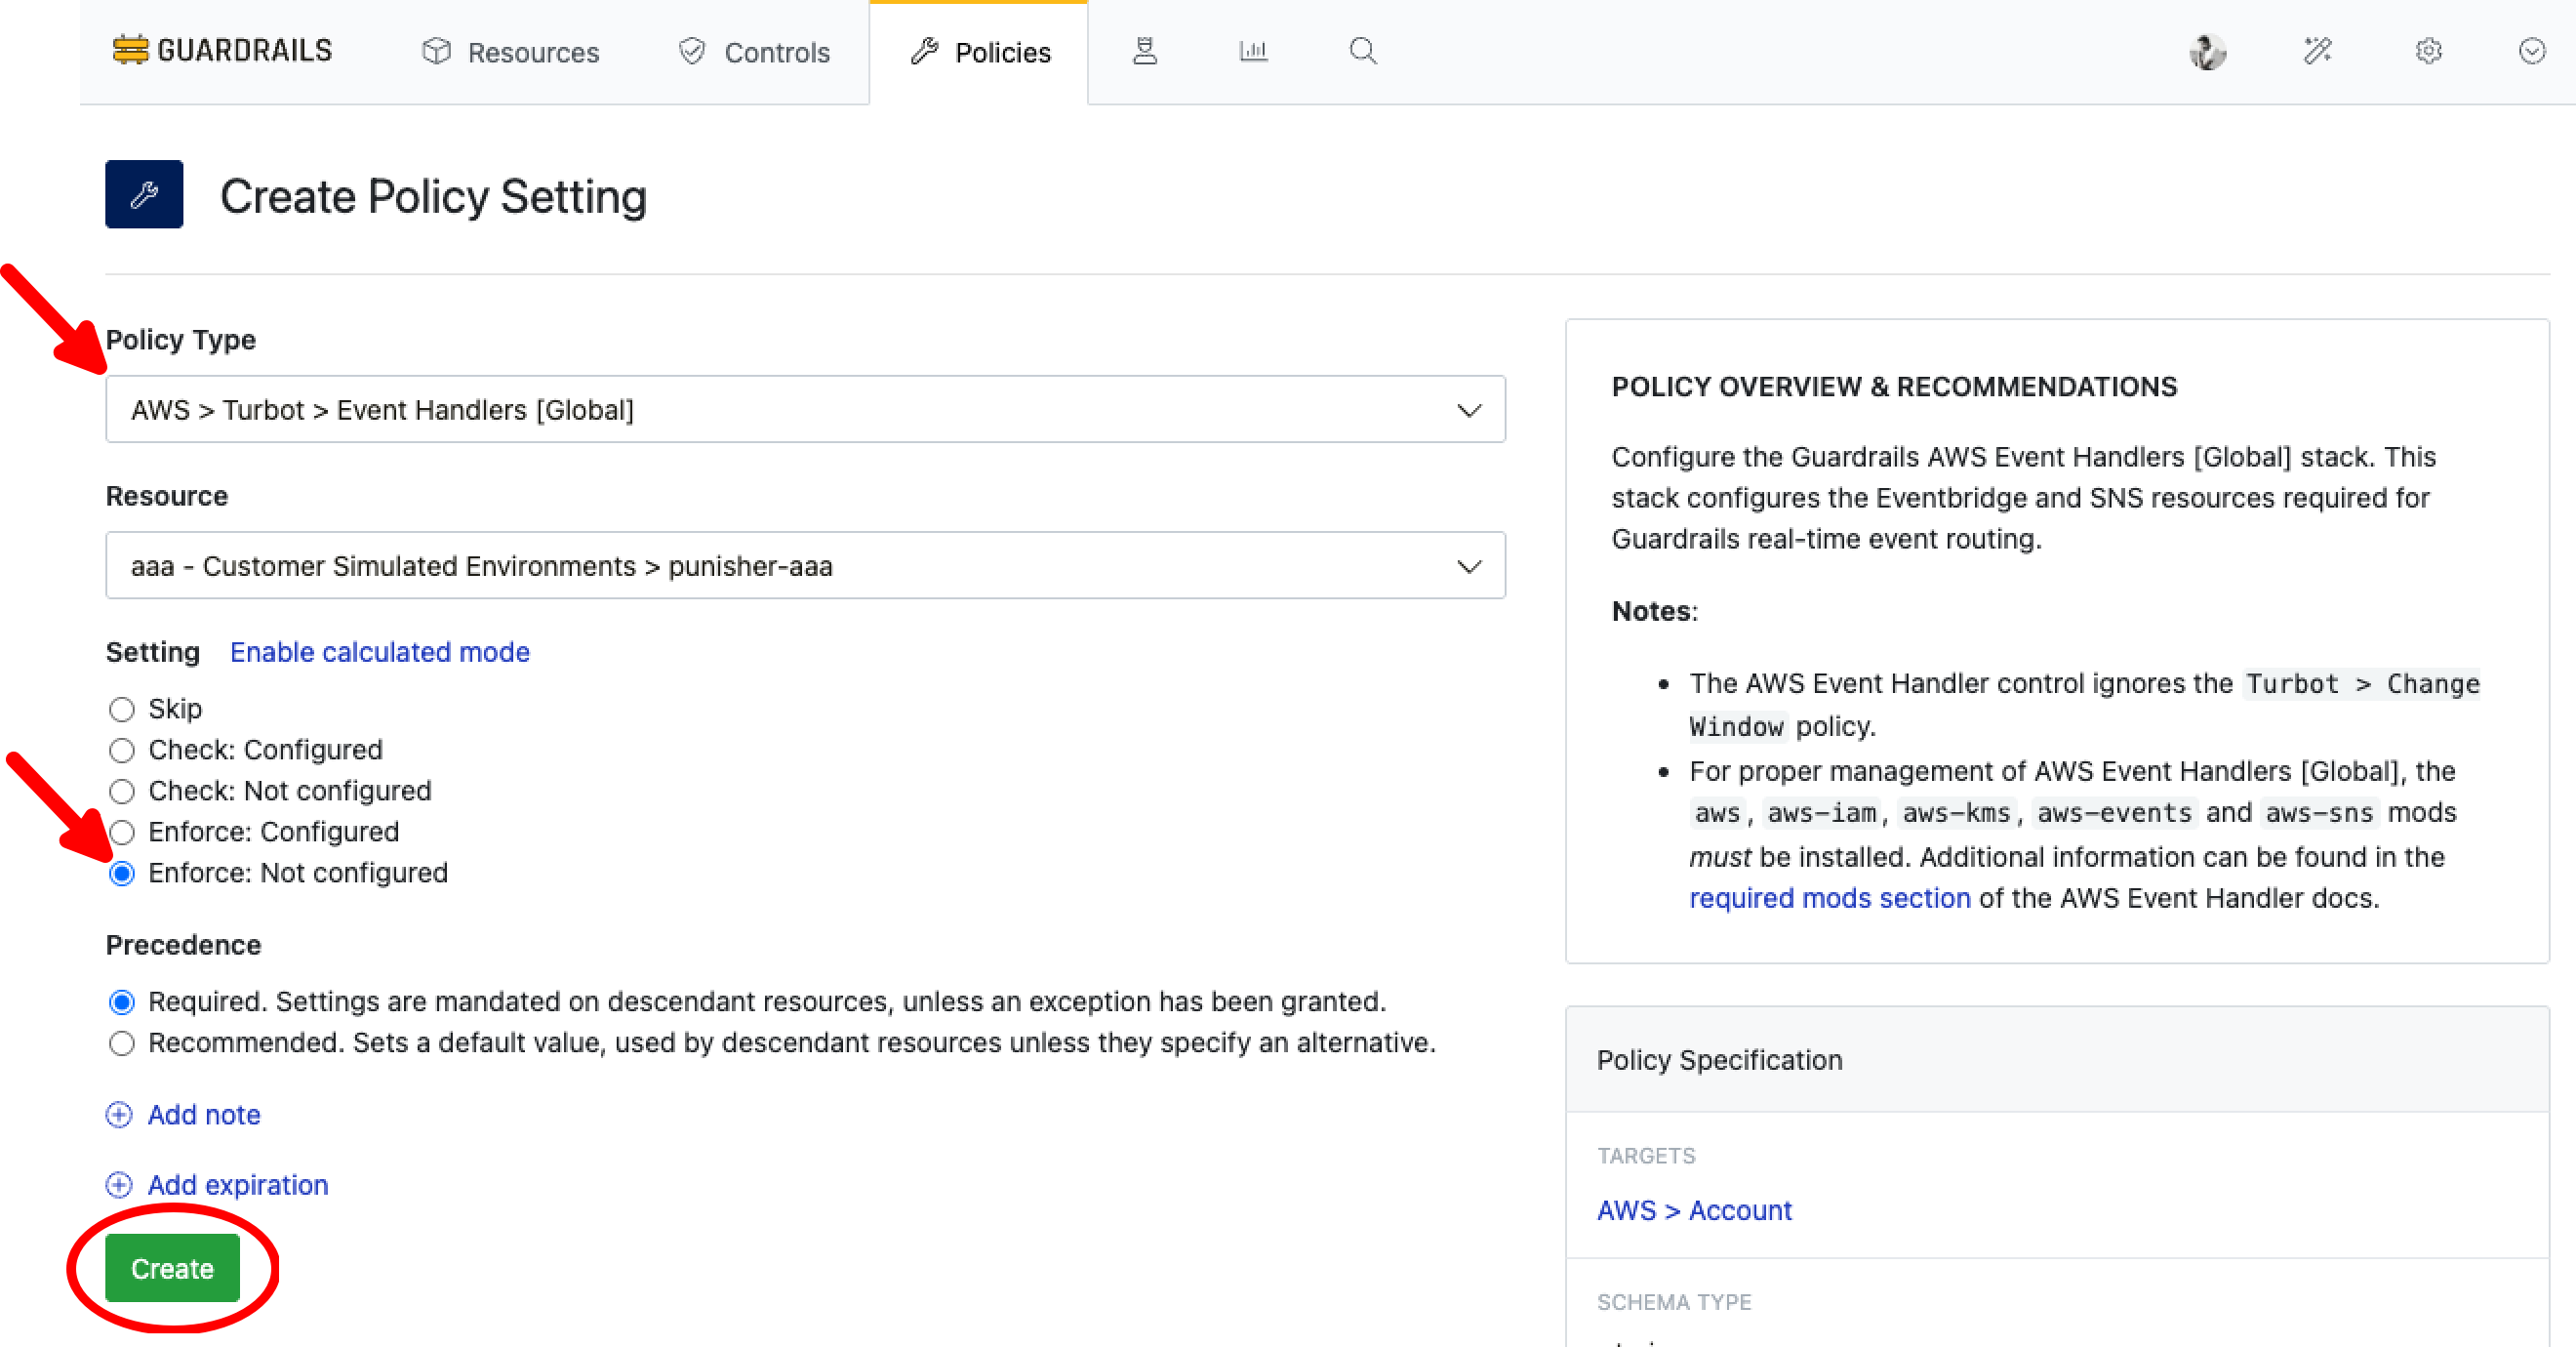 GUARDRAILS
Resources
Controls
Policies
Create Policy Setting
Policy Type
AWS > Turbot > Event Handlers [Global]
Resource
aaa - Customer Simulated Environments > punisher-aaa
Setting Enable calculated mode
Skip
Check: Configured
Check: Not configured
Enforce: Configured
Enforce: Not configured
Precedence
Required. Settings are mandated on descendant resources, unless an exception has been granted.
Recommended. Sets a default value, used by descendant resources unless they specify an alternative.
Add note
Add expiration
Create
POLICY OVERVIEW & RECOMMENDATIONS
Configure the Guardrails AWS Event Handlers [Global] stack. This
stack configures the Eventbridge and SNS resources required for
Guardrails real-time event routing.
Notes:
• The AWS Event Handler control ignores the Turbot > Change
Window policy.
• For proper management of AWS Event Handlers [Global], the
aws, aws-iam, aws-kms, aws-events and aws-sns mods
must be installed. Additional information can be found in the
required mods section of the AWS Event Handler docs.
Policy Specification
TARGETS
AWS > Account
SCHEMA TYPE